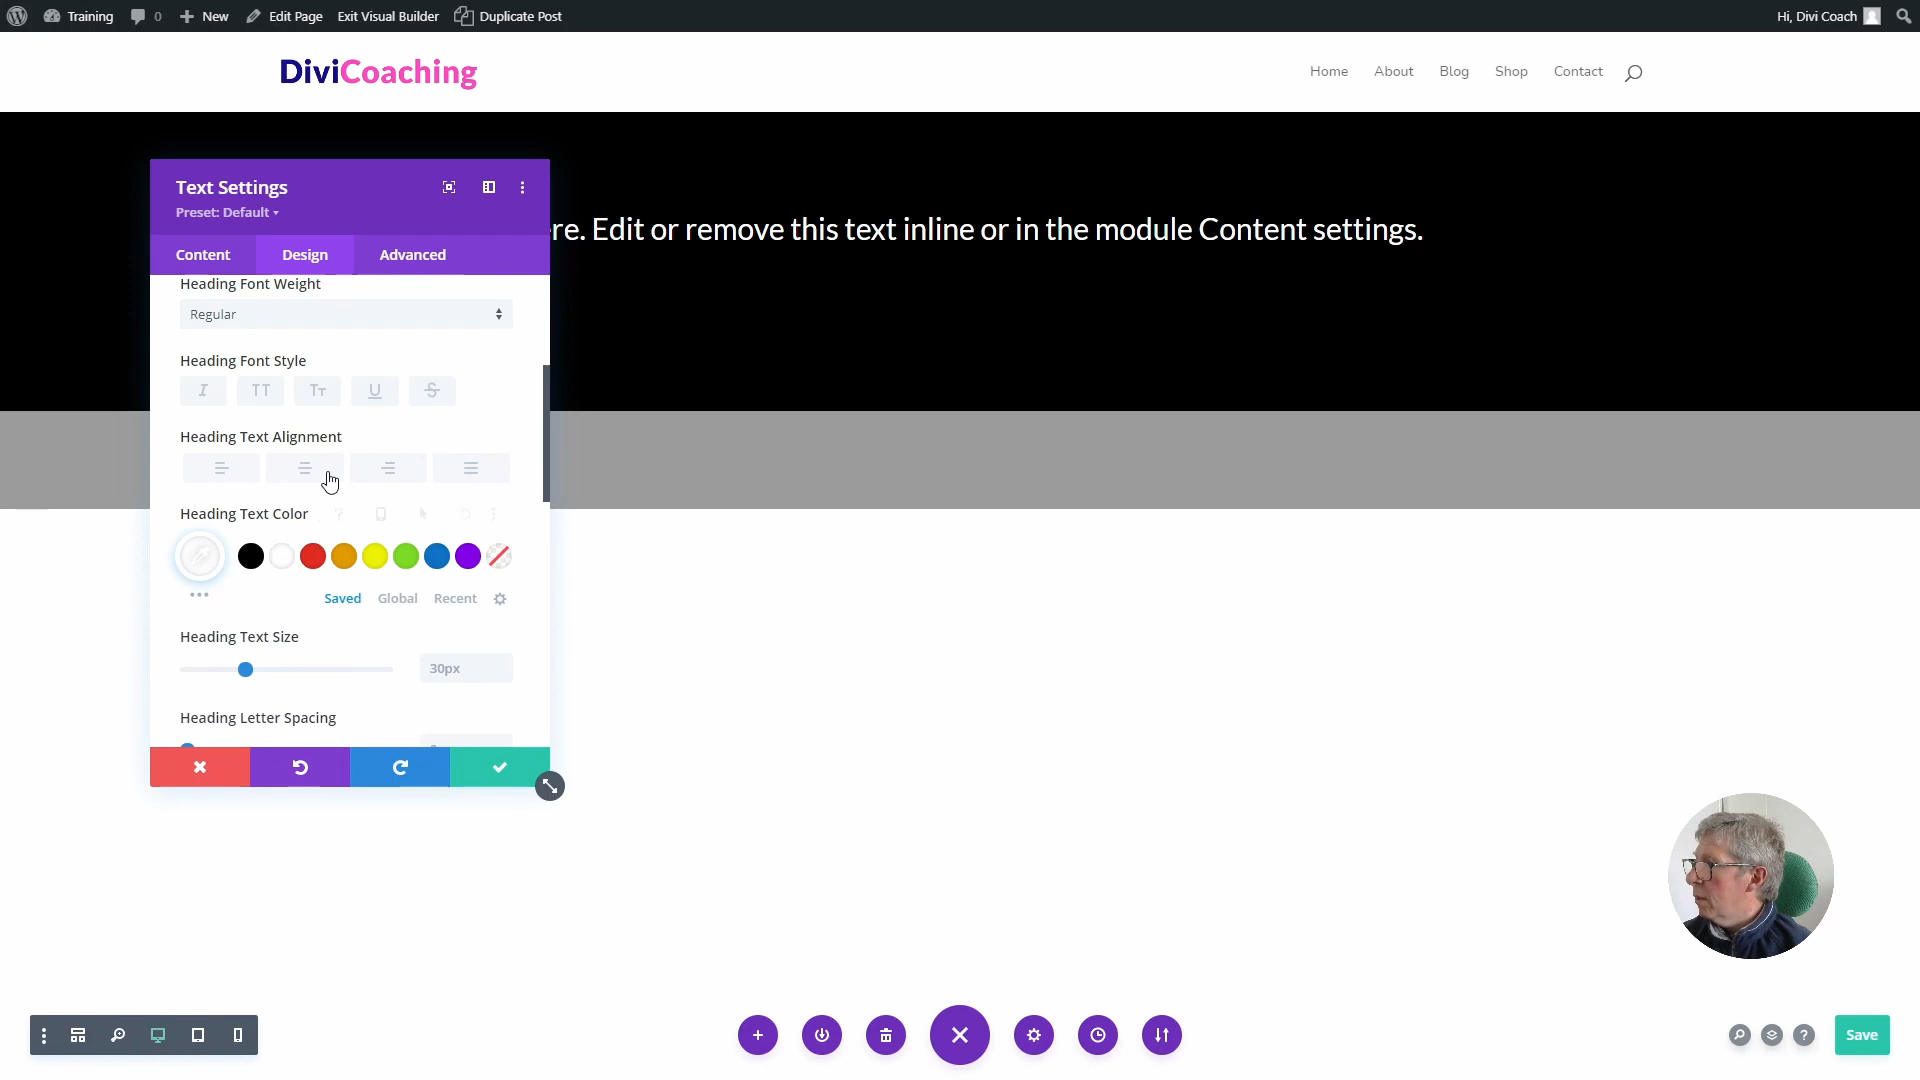 Training 0 New Edit Page Exit Visual Builder Duplicate Post Hi, Divi Coach
DiviCoaching
Home About Blog Shop Contact
Text Settings
Preset: Default
re. Edit or remove this text inline or in the module Content settings.
Content Design Advanced
Heading Font Weight
Regular
Heading Font Style
I TT Tт U S
Heading Text Alignment
Heading Text Color
Saved Global Recent
Heading Text Size
30px
Heading Letter Spacing
Save